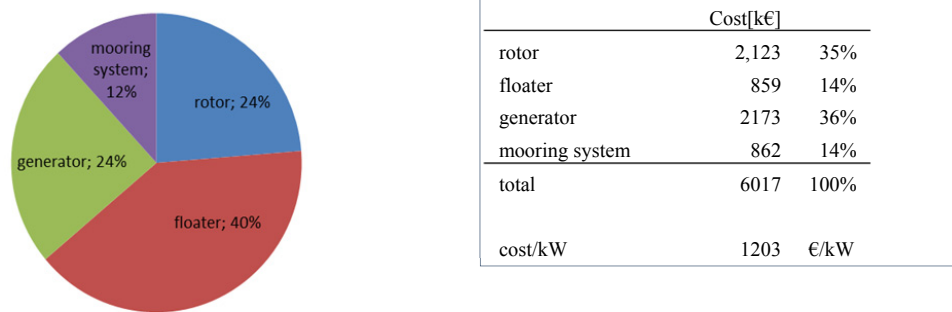 mooring
system;
12%
rotor; 24%
generator; 24%
floater; 40%
Cost[k€]
rotor 2,123 35%
floater 859 14%
generator 2173 36%
mooring system 862 14%
total 6017 100%
cost/kW 1203 €/kW